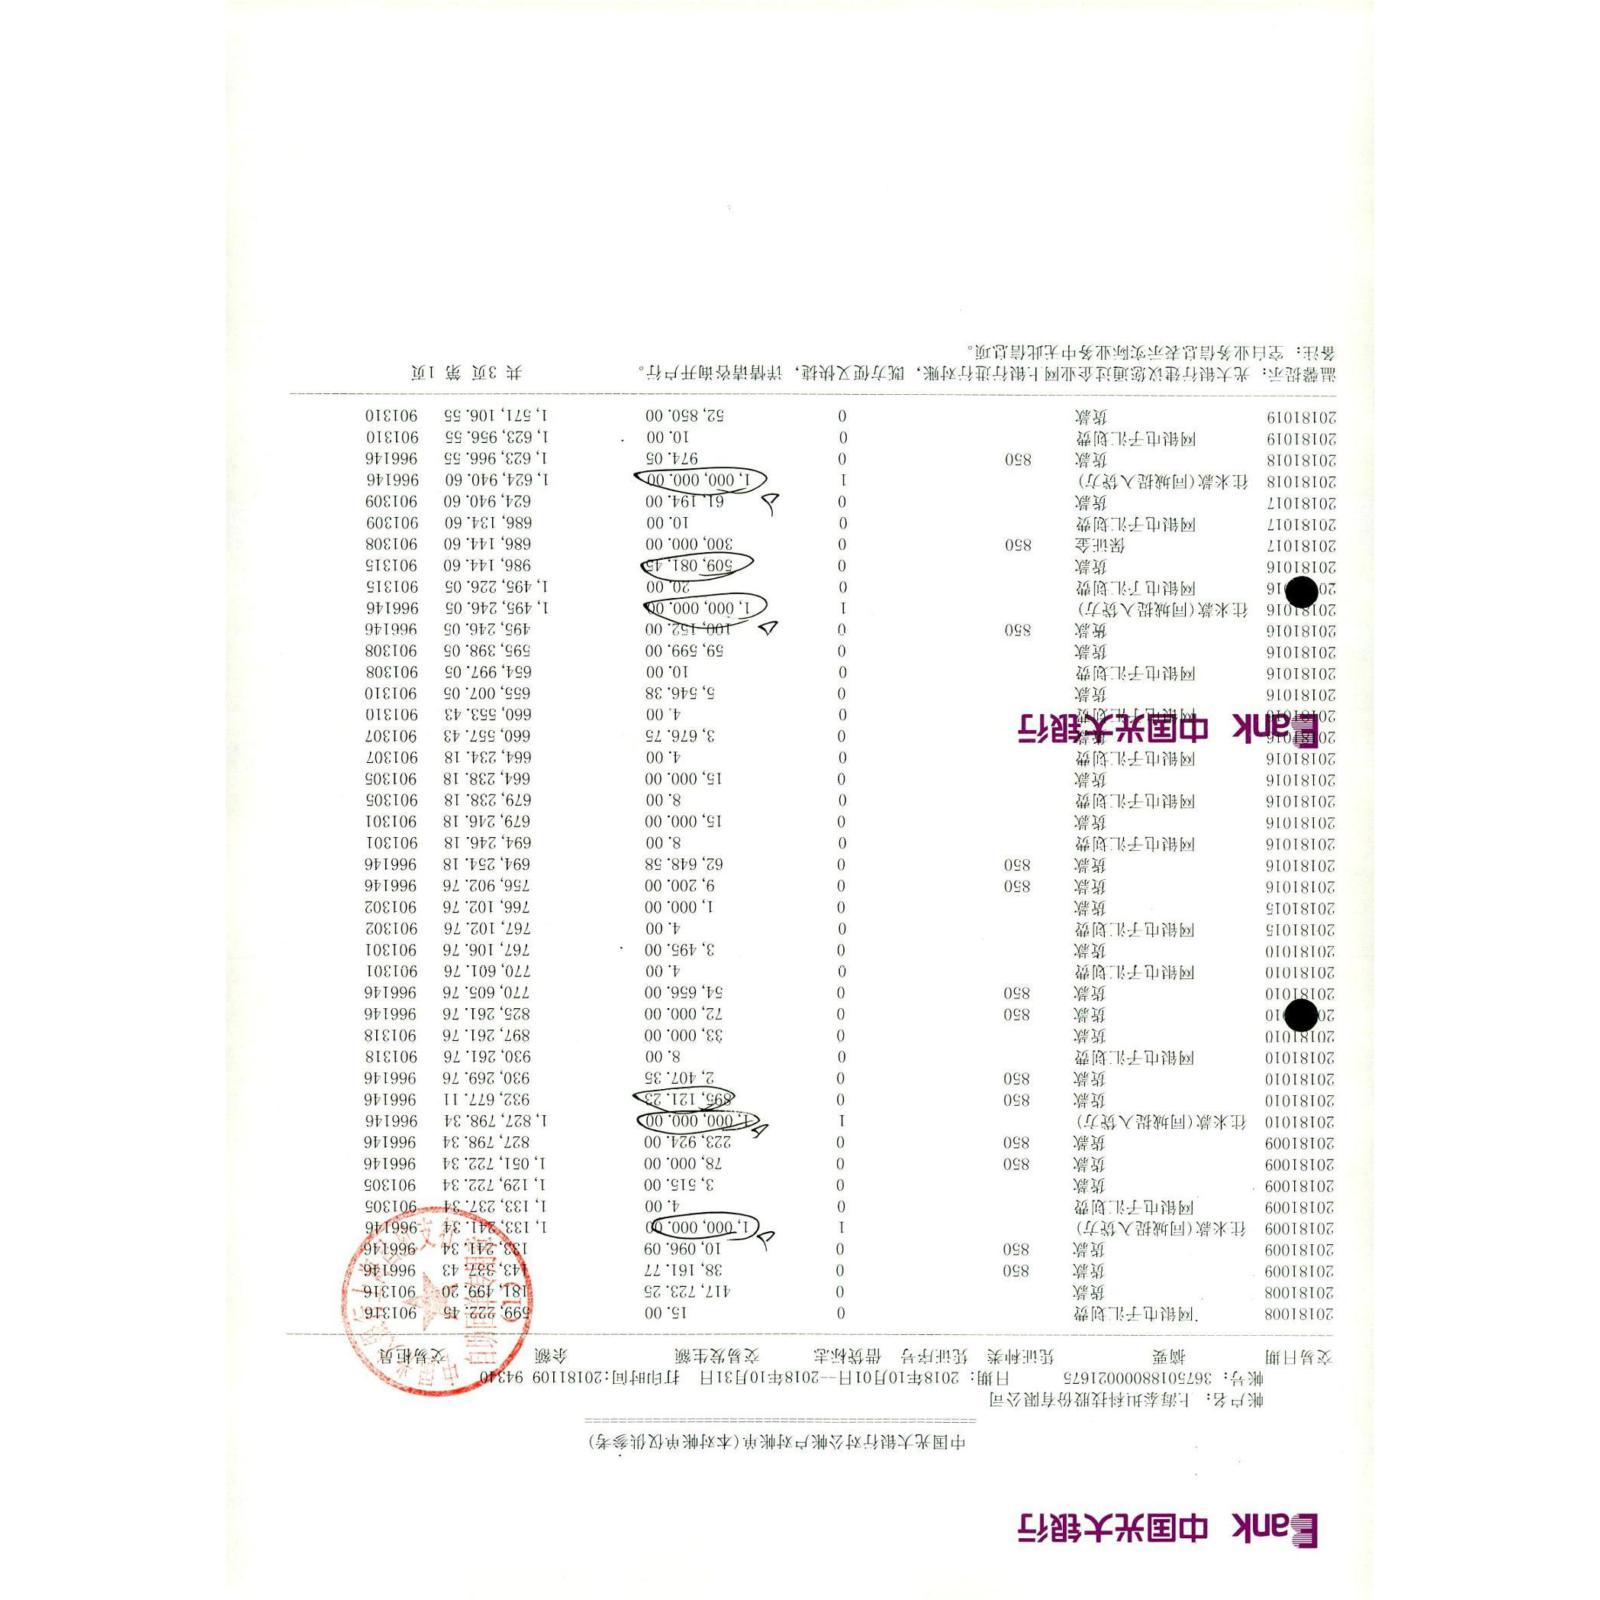 Bank 中国光大银行
中国光大银行对公帐户对帐单(本对帐单仅供参考)
帐户名: 上海泰坦科技股份有限公司
帐号: 36750188000021675 日期: 2018年10月01日--2018年10月31日 打印时间:20181109 94340
交易日期 摘要 凭证种类 凭证序号 借贷标志 交易发生额 余额 交易柜员
20181008 网银电子汇划费 0 15.00 599,222.45 901316
20181008 货款 0 417,723.25 181,499.20 901316
20181009 货款 850 0 38,161.77 143,337.43 966146
20181009 货款 850 0 10,096.09 133,241.34 966146
20181009 往来款(同城提入贷方) 1 1,000,000.00 1,133,241.34 966146
20181009 网银电子汇划费 0 4.00 1,133,237.34 901305
20181009 货款 0 3,515.00 1,129,722.34 901305
20181009 货款 850 0 78,000.00 1,051,722.34 966146
20181009 货款 850 0 223,924.00 827,798.34 966146
20181010 往来款(同城提入贷方) 1 1,000,000.00 1,827,798.34 966146
20181010 货款 850 0 895,121.23 932,677.11 966146
20181010 货款 850 0 2,407.35 930,269.76 966146
20181010 网银电子汇划费 0 8.00 930,261.76 901318
20181010 货款 0 33,000.00 897,261.76 901318
20181010 货款 850 0 72,000.00 825,261.76 966146
20181010 货款 850 0 54,656.00 770,605.76 966146
20181010 网银电子汇划费 0 4.00 770,601.76 901301
20181010 货款 0 3,495.00 767,106.76 901301
20181015 网银电子汇划费 0 4.00 767,102.76 901302
20181015 货款 0 1,000.00 766,102.76 901302
20181016 货款 850 0 9,200.00 756,902.76 966146
20181016 货款 850 0 62,648.58 694,254.18 966146
20181016 网银电子汇划费 0 8.00 694,246.18 901301
20181016 货款 0 15,000.00 679,246.18 901301
20181016 网银电子汇划费 0 8.00 679,238.18 901305
20181016 货款 0 15,000.00 664,238.18 901305
20181016 网银电子汇划费 0 4.00 664,234.18 901307
20181016 货款 0 3,676.75 660,557.43 901307
Bank 中国光大银行
20181016 网银电子汇划费 0 4.00 660,553.43 901310
20181016 货款 0 5,546.38 655,007.05 901310
20181016 网银电子汇划费 0 10.00 654,997.05 901308
20181016 货款 0 59,599.00 595,398.05 901308
20181016 货款 850 0 100,152.00 495,246.05 966146
20181016 往来款(同城提入贷方) 1 1,000,000.00 1,495,246.05 966146
20181016 网银电子汇划费 0 20.00 1,495,226.05 901315
20181016 货款 0 509,081.45 986,144.60 901315
20181017 保证金 850 0 300,000.00 686,144.60 901308
20181017 网银电子汇划费 0 10.00 686,134.60 901309
20181017 货款 0 61,194.00 624,940.60 901309
20181018 往来款(同城提入贷方) 1 1,000,000.00 1,624,940.60 966146
20181018 货款 850 0 974.05 1,623,966.55 966146
20181019 网银电子汇划费 0 10.00 1,623,956.55 901310
20181019 货款 0 52,850.00 1,571,106.55 901310
温馨提示: 光大银行建议您通过企业网上银行进行对账, 既方便又快捷, 详情请咨询开户行。 共 3页 第 1页
备注: 空白业务信息表示实际业务中无此信息项。